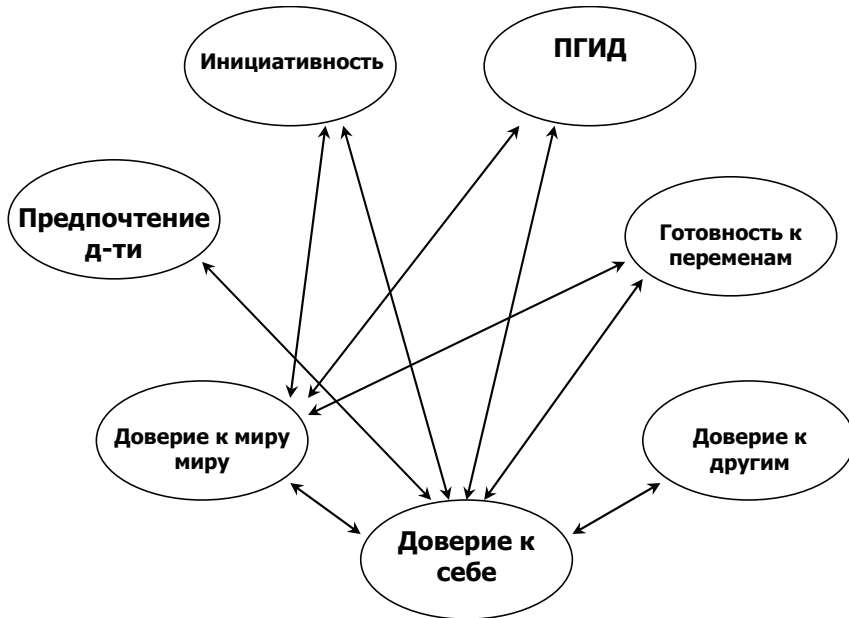 Инициативность
ПГИД
Предпочтение
д-ти
Готовность к
переменам
Доверие к миру
миру
Доверие к
другим
Доверие к
себе